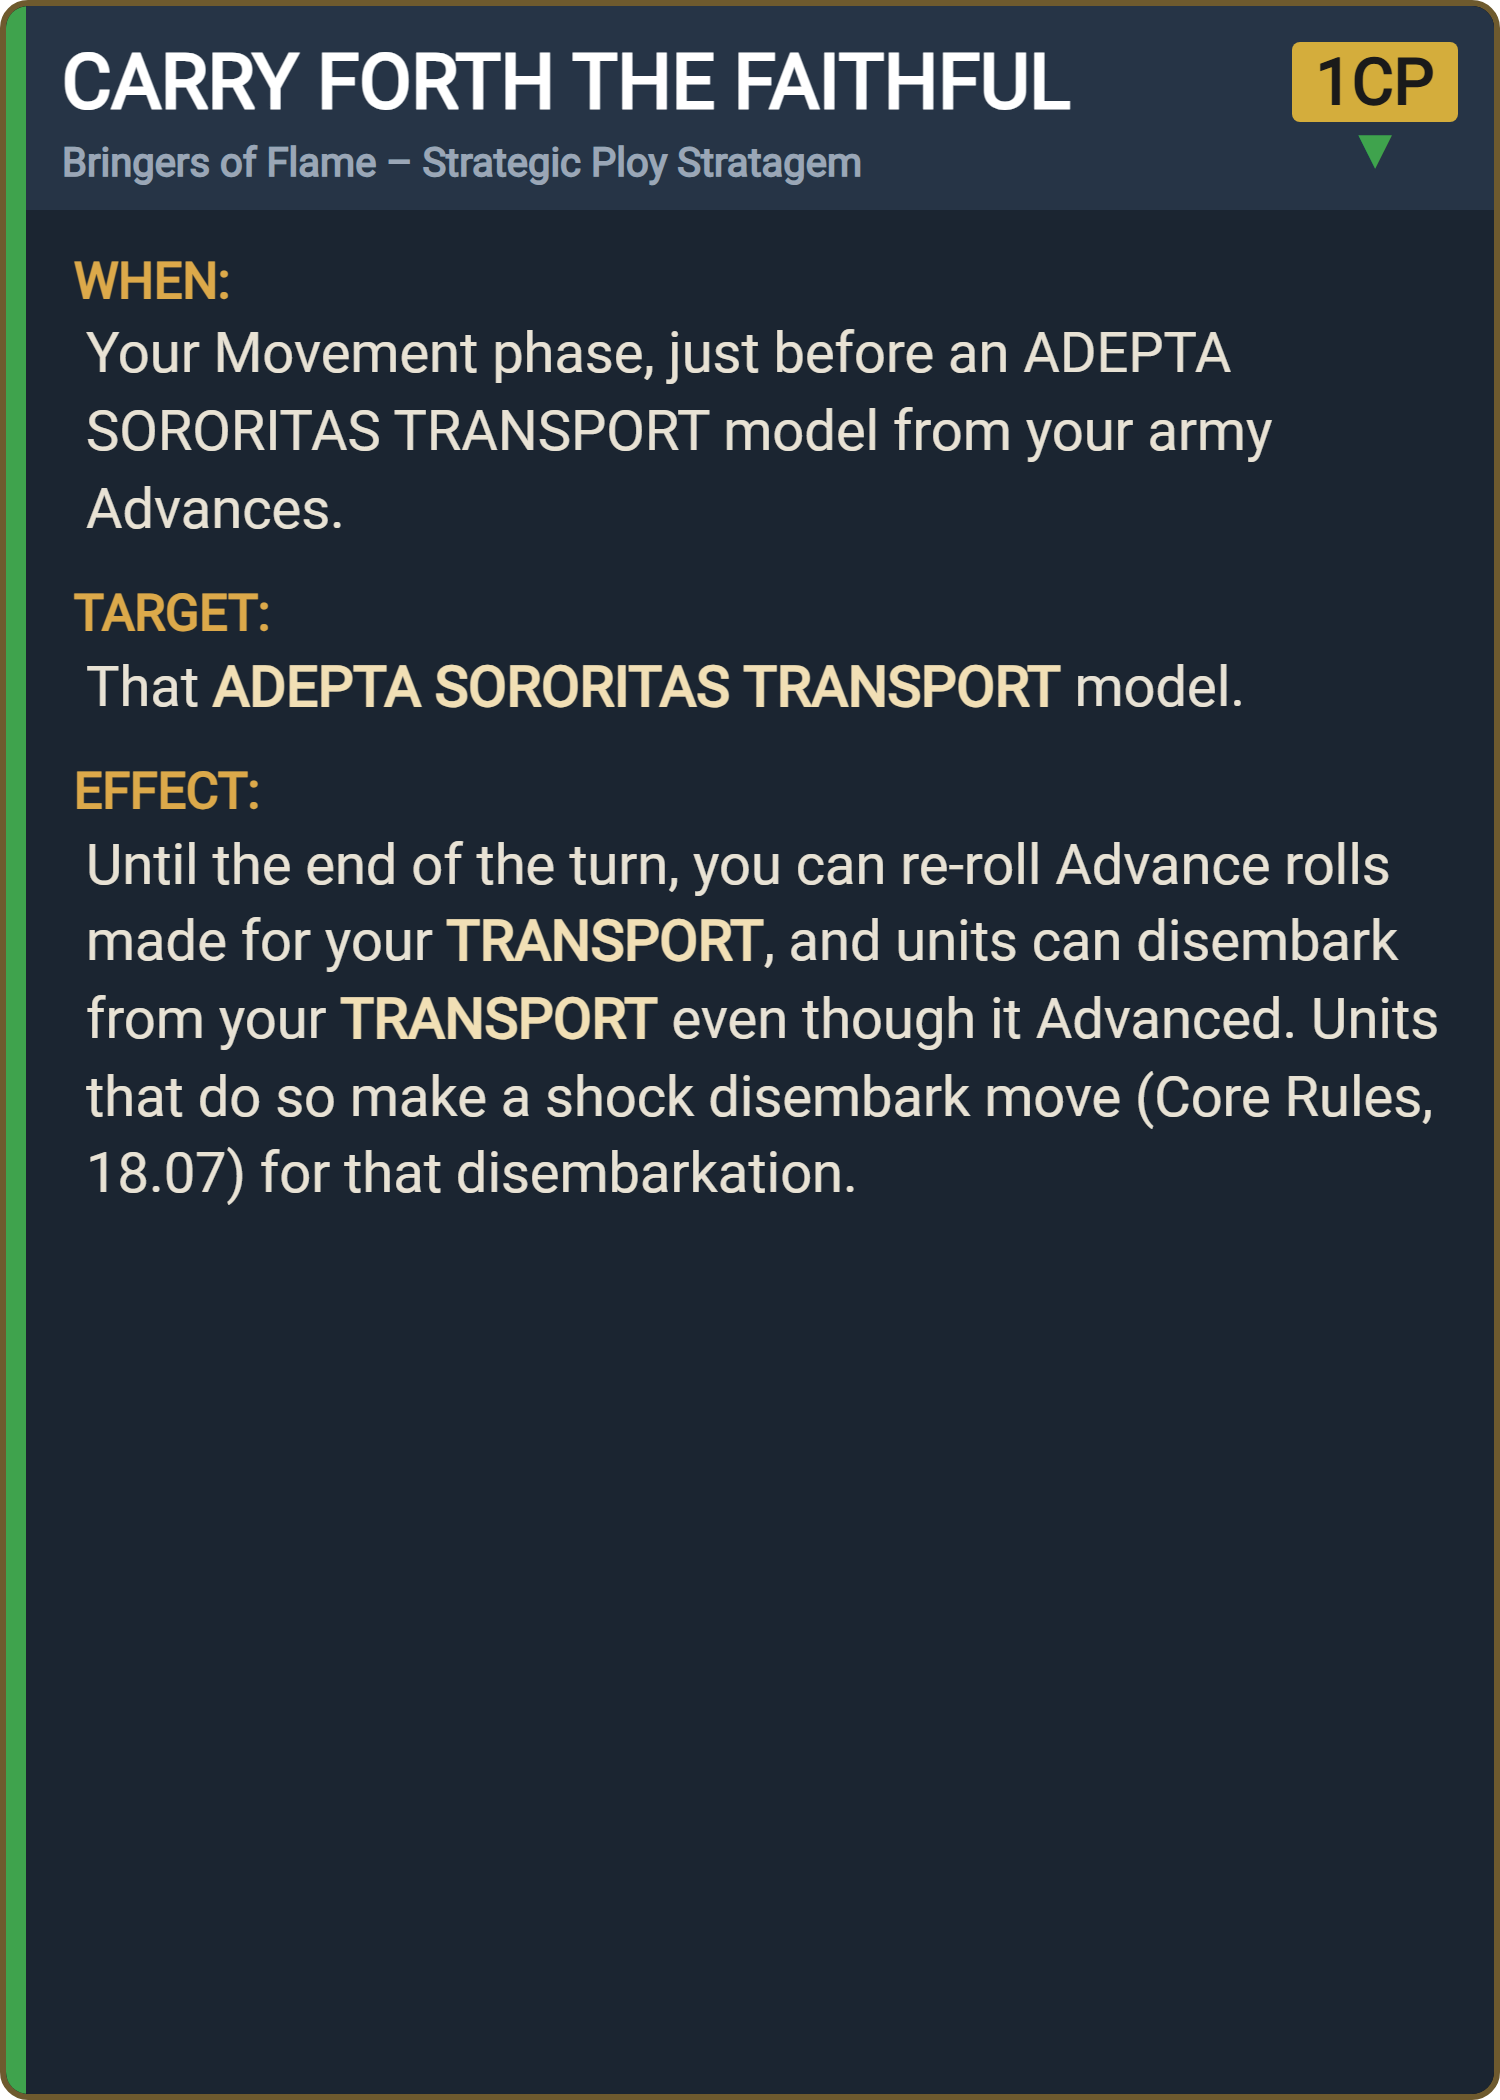 CARRY FORTH THE FAITHFUL
1CP
Bringers of Flame – Strategic Ploy Stratagem
WHEN:
Your Movement phase, just before an ADEPTA
SORORITAS TRANSPORT model from your army
Advances.
TARGET:
That ADEPTA SORORITAS TRANSPORT model.
EFFECT:
Until the end of the turn, you can re-roll Advance rolls
made for your TRANSPORT, and units can disembark
from your TRANSPORT even though it Advanced. Units
that do so make a shock disembark move (Core Rules,
18.07) for that disembarkation.